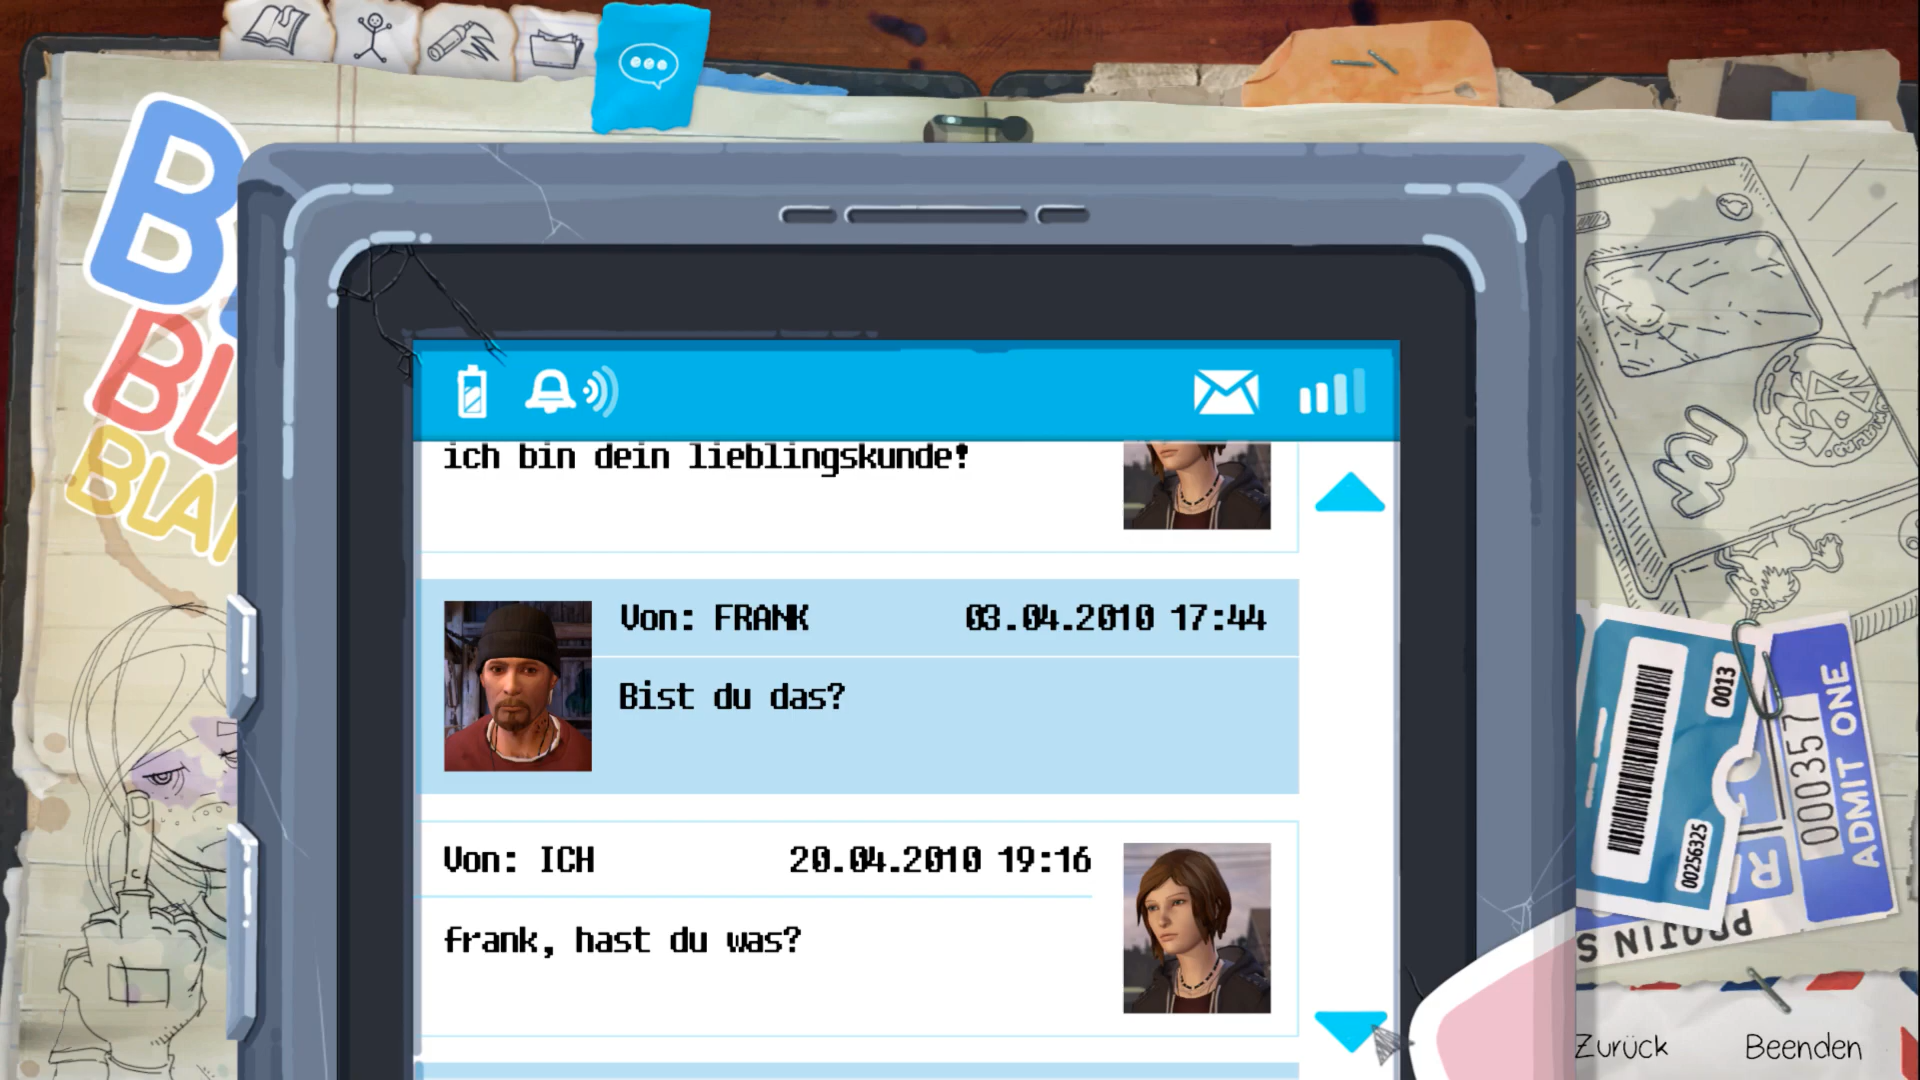 ich bin dein lieblingskunde!
Von: FRANK 03.04.2010 17:44
Bist du das?
Von: ICH 20.04.2010 19:16
frank, hast du was?
0013
00256325
000357
ADMIT ONE
Zurück
Beenden